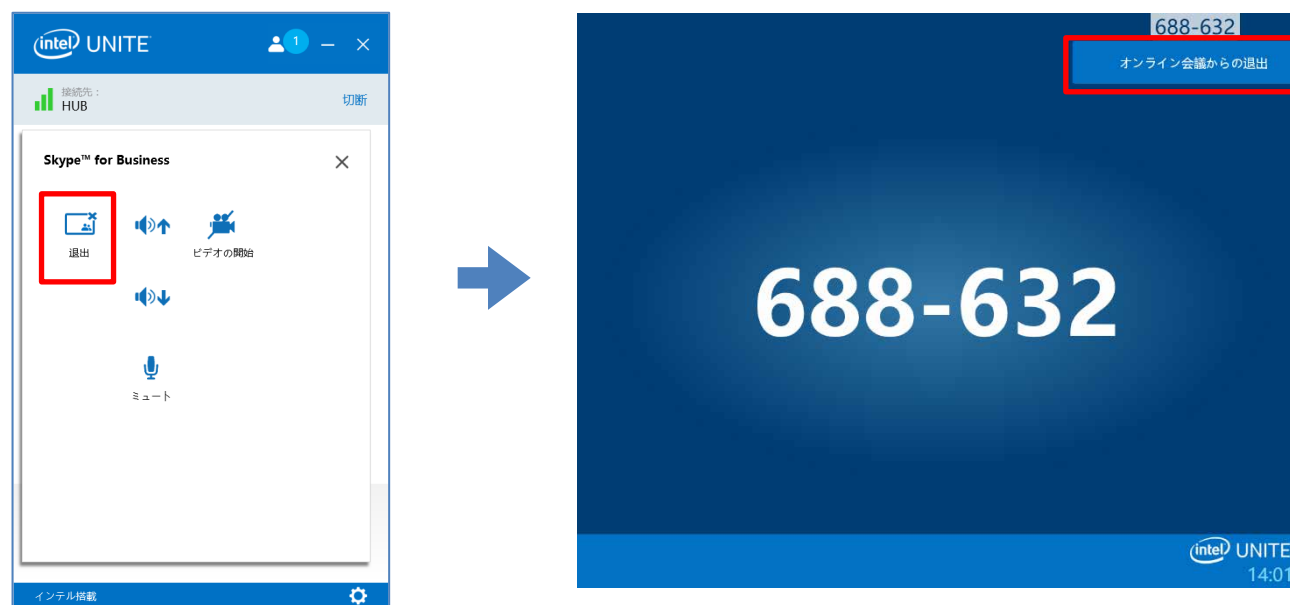 intel UNITE
1
接続先：
HUB
切断
Skype™ for Business
退出
ビデオの開始
ミュート
インテル搭載
688-632
オンライン会議からの退出
688-632
intel UNITE
14:01